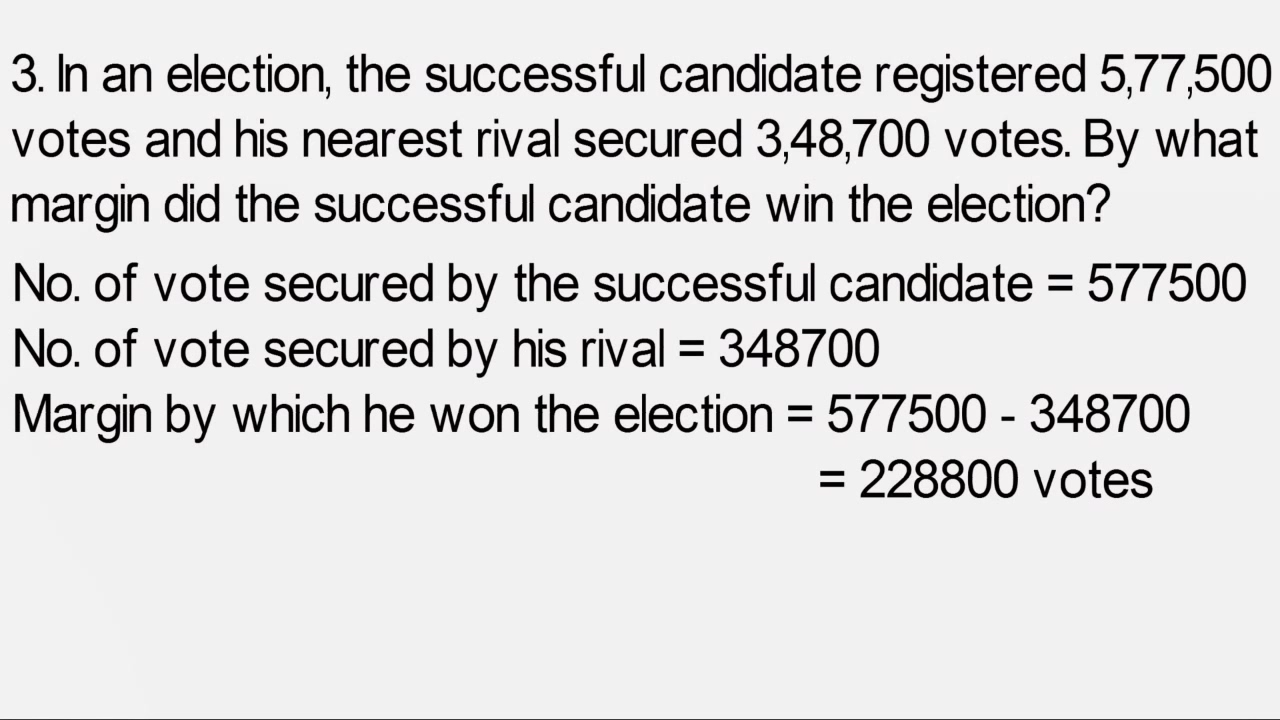 3. In an election, the successful candidate registered 5,77,500
votes and his nearest rival secured 3,48,700 votes. By what
margin did the successful candidate win the election?
No. of vote secured by the successful candidate = 577500
No. of vote secured by his rival = 348700
Margin by which he won the election = 577500 - 348700
= 228800 votes